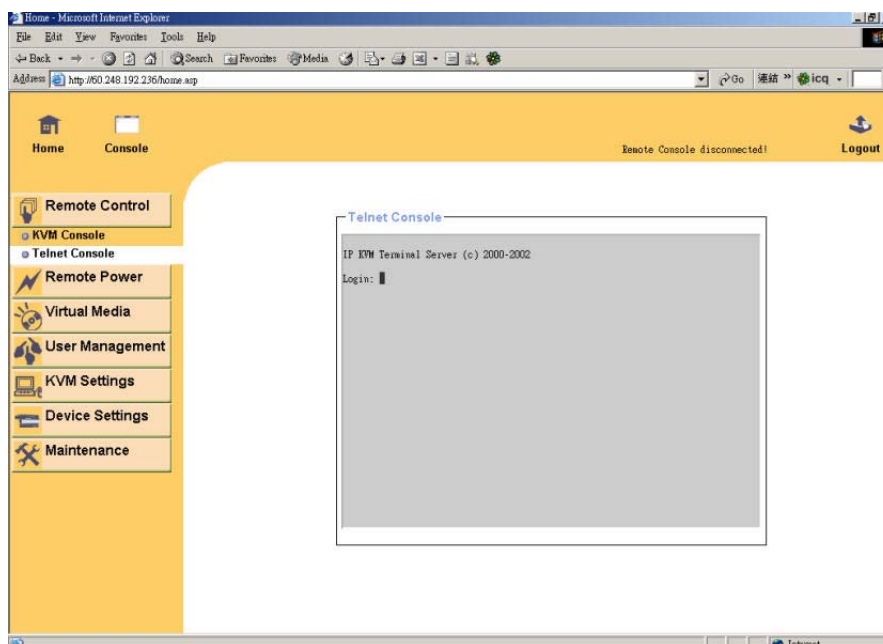 Home - Microsoft Internet Explorer
File Edit View Favorites Tools Help
Back Search Favorites Media
Address http://60.248.192.236/home.asp Go 連結 » icq
Home Console Remote Console disconnected! Logout
Remote Control
KVM Console
Telnet Console
Remote Power
Virtual Media
User Management
KVM Settings
Device Settings
Maintenance
Telnet Console
IP KVM Terminal Server (c) 2000-2002
Login:
Internet